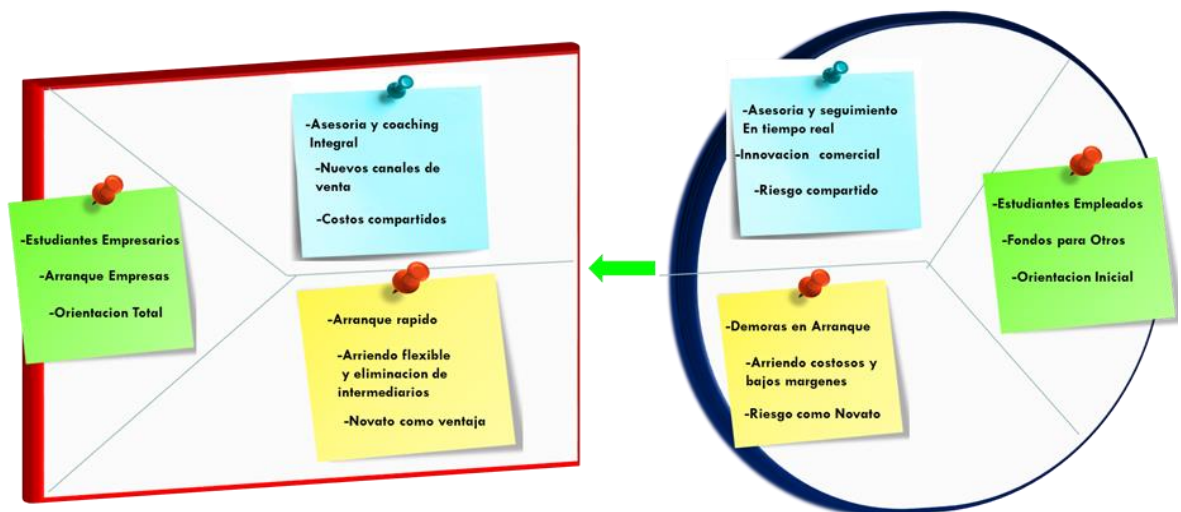 -Asesoria y coaching
Integral
-Nuevos canales de
venta
-Costos compartidos
-Estudiantes Empresarios
-Arranque Empresas
-Orientacion Total
-Arranque rapido
-Arriendo flexible
y eliminacion de
intermediarios
-Novato como ventaja
-Asesoria y seguimiento
En tiempo real
-Innovacion comercial
-Riesgo compartido
-Estudiantes Empleados
-Fondos para Otros
-Orientacion Inicial
-Demoras en Arranque
-Arriendo costosos y
bajos margenes
-Riesgo como Novato